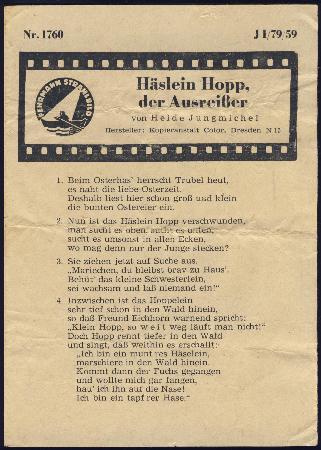 Nr. 1760
J I/79/59
JENDMANN STRAHLBILD
Häslein Hopp,
der Ausreißer
von Heide Jungmichel
Hersteller: Kopieranstalt Color, Dresden N 15
1. Beim Osterhas' herrscht Trubel heut,
es naht die liebe Osterzeit.
Deshalb liest hier schon groß und klein
die bunten Ostereier ein.
2. Nun ist das Häslein Hopp verschwunden,
man sucht es oben, sucht es unten,
sucht es umsonst in allen Ecken,
wo mag denn nur der Junge stecken?
3. Sie ziehen jetzt auf Suche aus.
„Mariechen, du bleibst brav zu Haus'.
Behüt' das kleine Schwesterlein,
sei wachsam und laß niemand ein!"
4. Inzwischen ist das Hoppelein
sehr tief schon in den Wald hinein,
so daß Freund Eichhorn warnend spricht:
„Klein Hopp, so weit weg läuft man nicht!"
Doch Hopp rennt tiefer in den Wald
und singt, daß weithin es erschallt:
„Ich bin ein muntres Häselein,
marschiere in den Wald hinein.
Kommt dann der Fuchs gegangen
und wollte mich gar fangen,
hau' ich ihn auf die Nase!
Ich bin ein tapf'rer Hase."